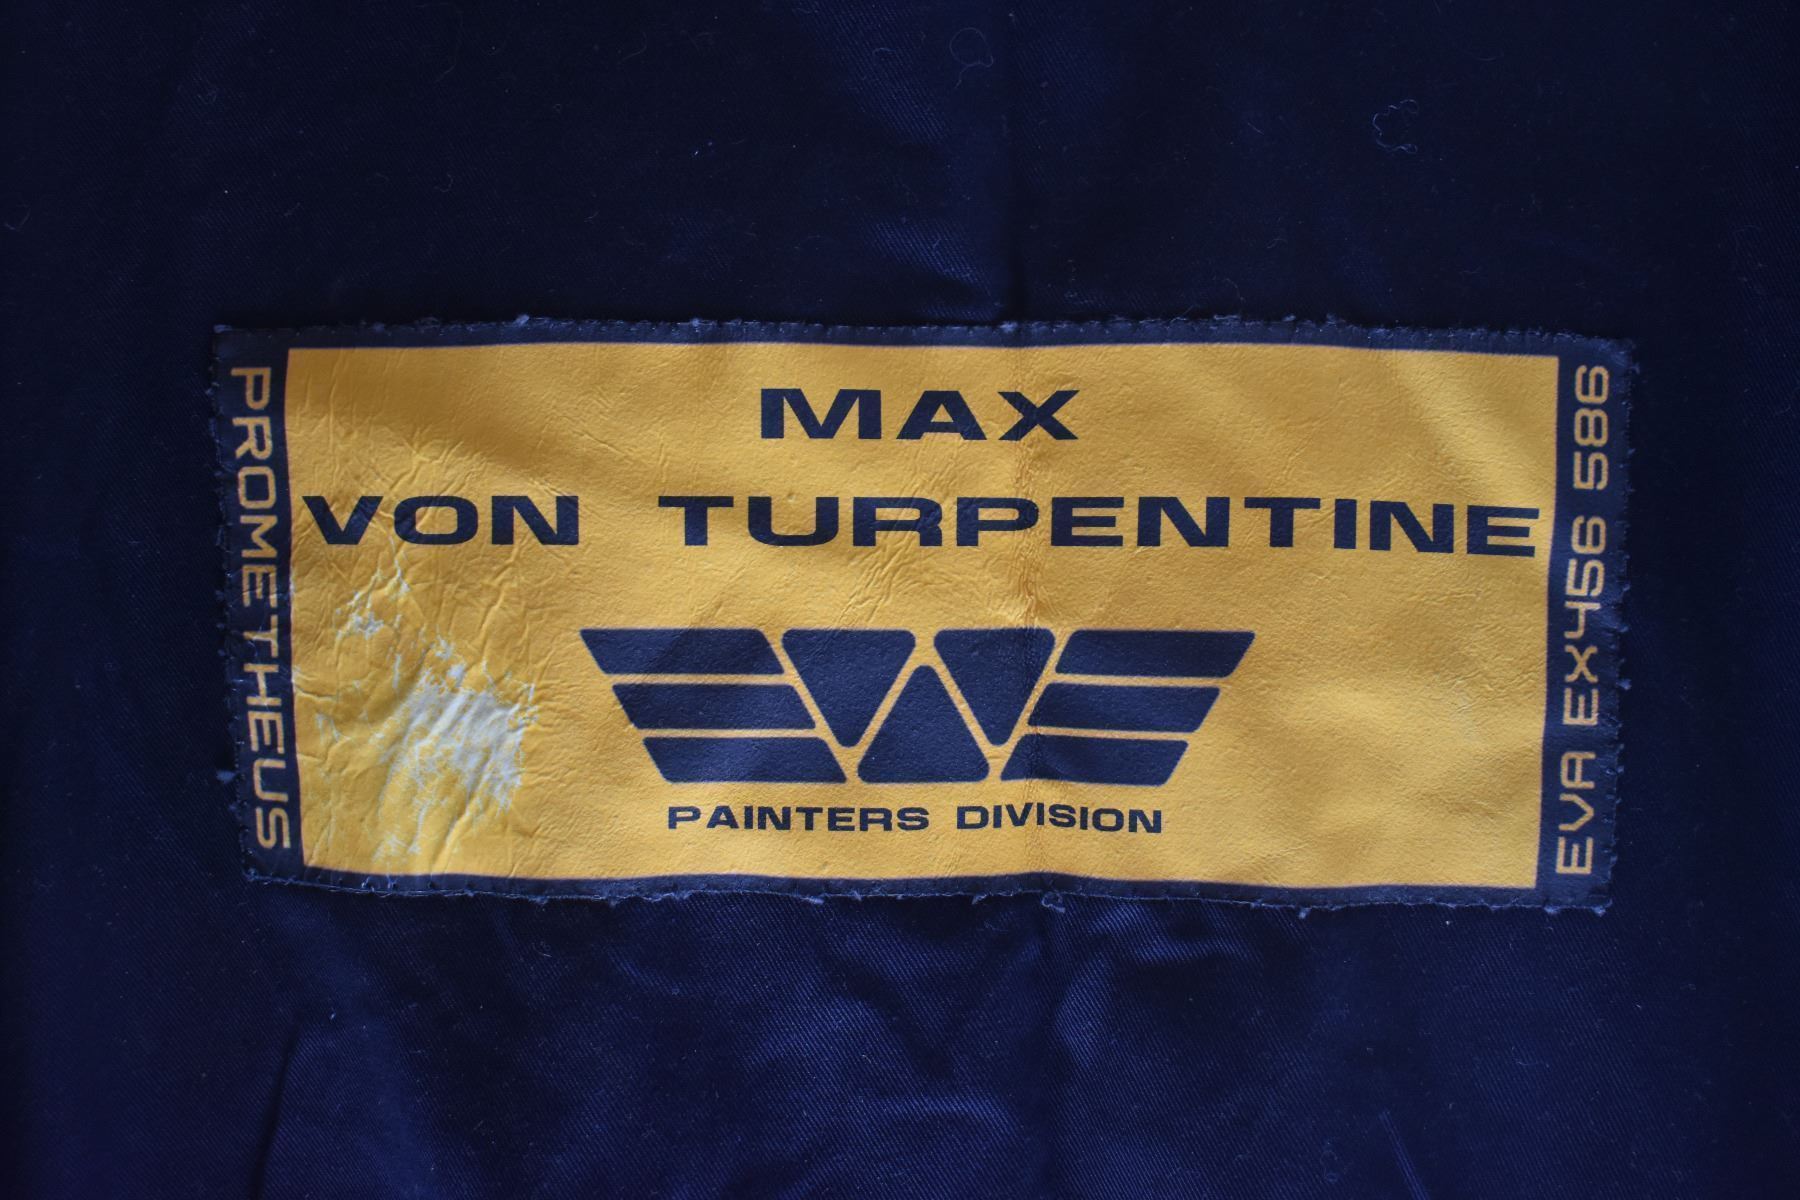 MAX
VON TURPENTINE
PAINTERS DIVISION
PROMETHEUS
EVA EX456 586